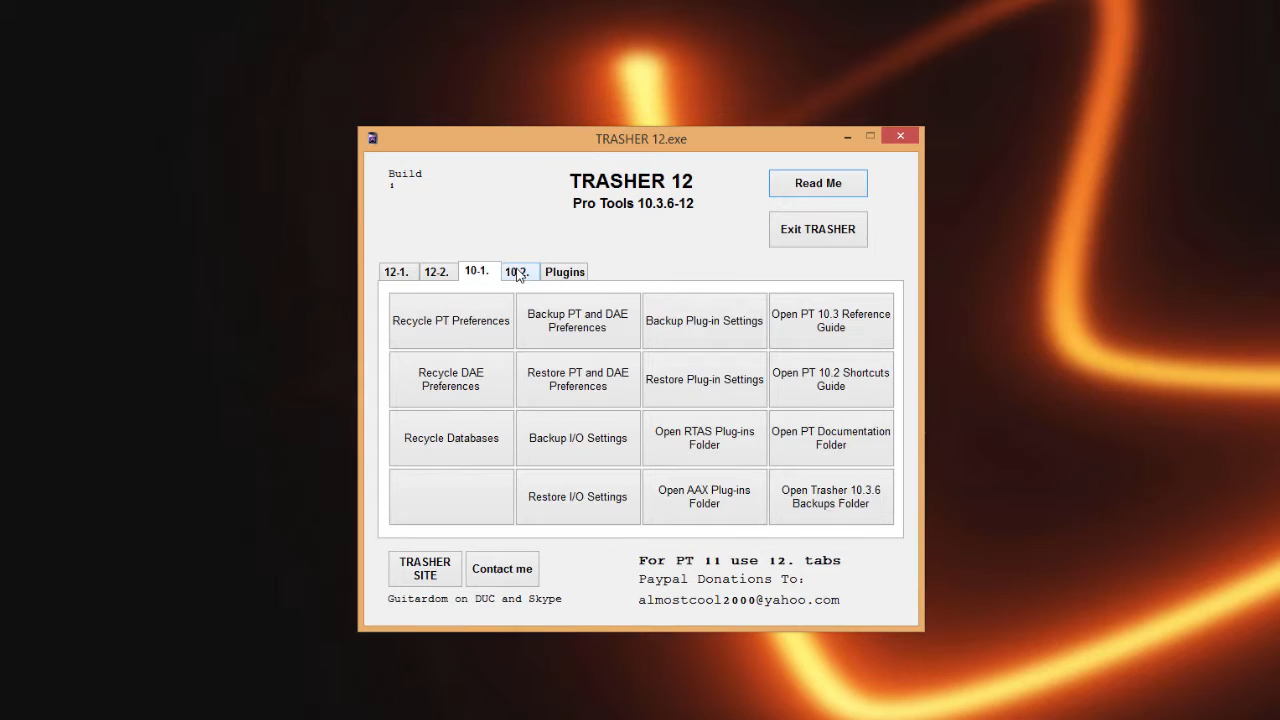 TRASHER 12.exe
Build
1
TRASHER 12
Pro Tools 10.3.6-12
Read Me
Exit TRASHER
12-1. 12-2. 10-1. 10-2. Plugins
Recycle PT Preferences
Backup PT and DAE
Preferences
Backup Plug-in Settings
Open PT 10.3 Reference
Guide
Recycle DAE
Preferences
Restore PT and DAE
Preferences
Restore Plug-in Settings
Open PT 10.2 Shortcuts
Guide
Recycle Databases
Backup I/O Settings
Open RTAS Plug-ins
Folder
Open PT Documentation
Folder
Restore I/O Settings
Open AAX Plug-ins
Folder
Open Trasher 10.3.6
Backups Folder
TRASHER
SITE
Contact me
Guitardom on DUC and Skype
For PT 11 use 12. tabs
Paypal Donations To:
almostcool2000@yahoo.com